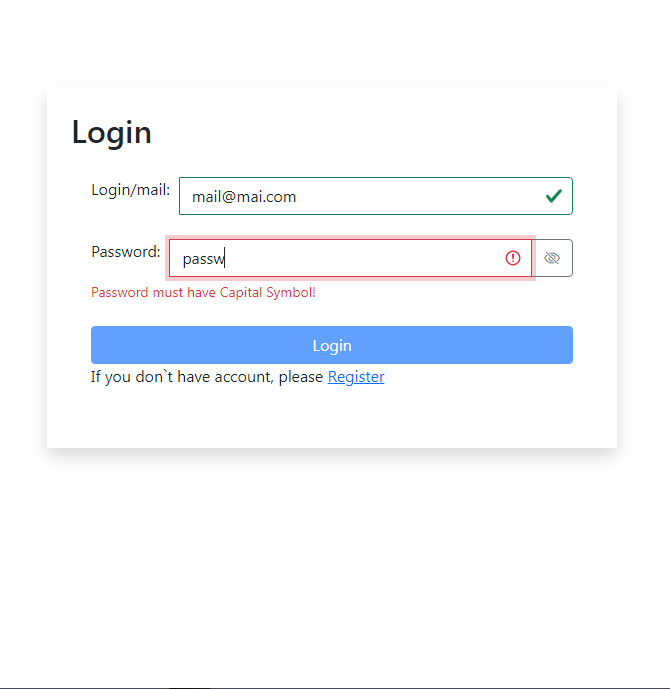 Login
Login/mail: mail@mai.com
Password: passw
Password must have Capital Symbol!
Login
If you don`t have account, please Register